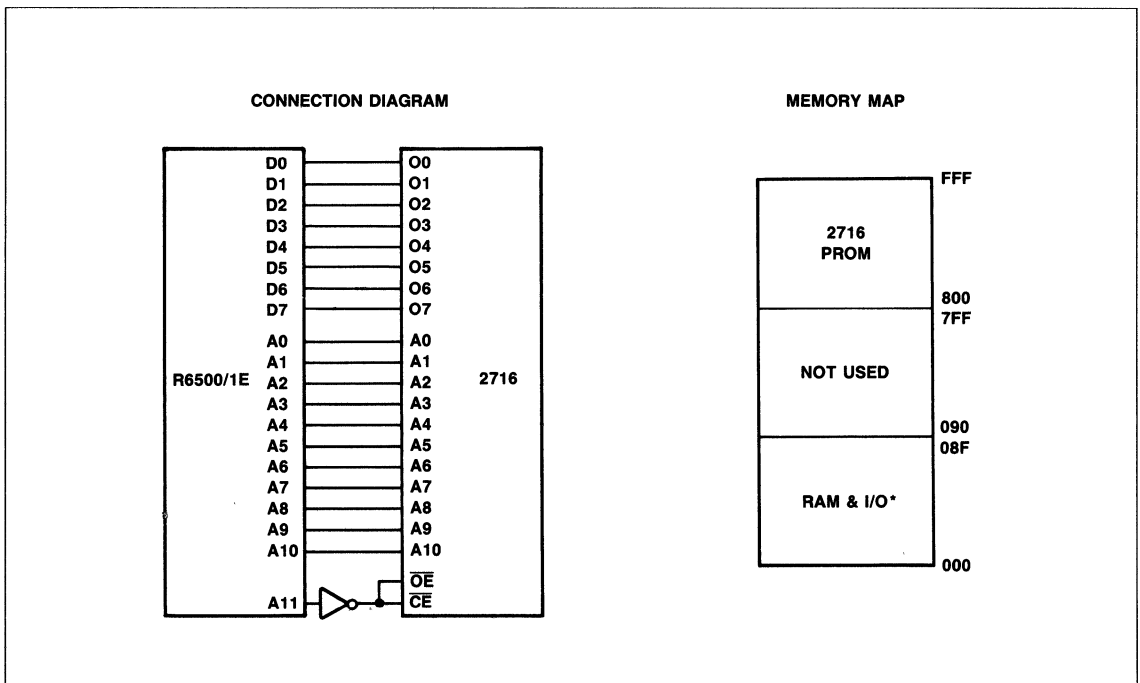 CONNECTION DIAGRAM
MEMORY MAP
D0 O0
D1 O1
D2 O2
D3 O3
D4 O4
D5 O5
D6 O6
D7 O7
A0 A0
A1 A1
R6500/1E A2 A2 2716
A3 A3
A4 A4
A5 A5
A6 A6
A7 A7
A8 A8
A9 A9
A10 A10
OE
A11 CE
FFF
2716
PROM
800
7FF
NOT USED
090
08F
RAM & I/O*
000